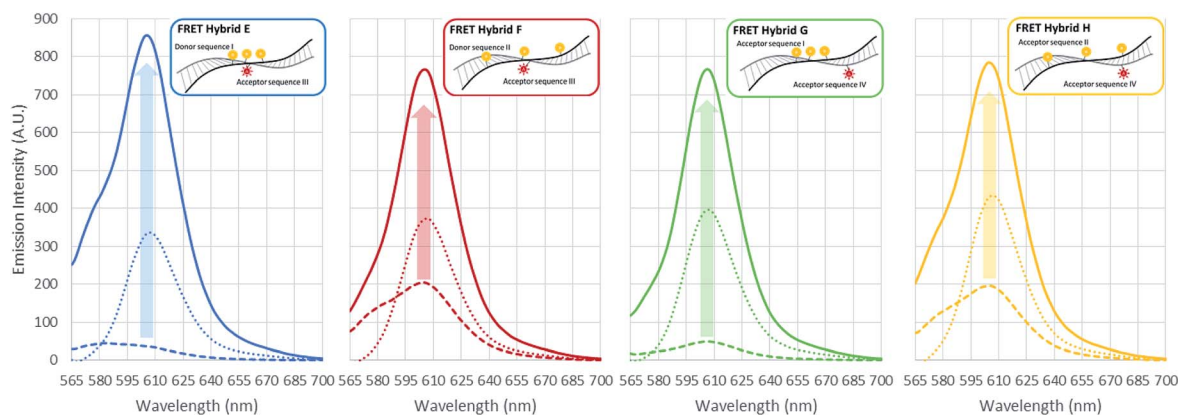 FRET Hybrid E
Donor sequence I
Acceptor sequence III
FRET Hybrid F
Donor sequence II
Acceptor sequence III
FRET Hybrid G
Acceptor sequence I
Acceptor sequence IV
FRET Hybrid H
Acceptor sequence II
Acceptor sequence IV
Emission Intensity (A.U.)
900
800
700
600
500
400
300
200
100
0
565 580 595 610 625 640 655 670 685 700
565 580 595 610 625 640 655 670 685 700
565 580 595 610 625 640 655 670 685 700
565 580 595 610 625 640 655 670 685 700
Wavelength (nm)
Wavelength (nm)
Wavelength (nm)
Wavelength (nm)